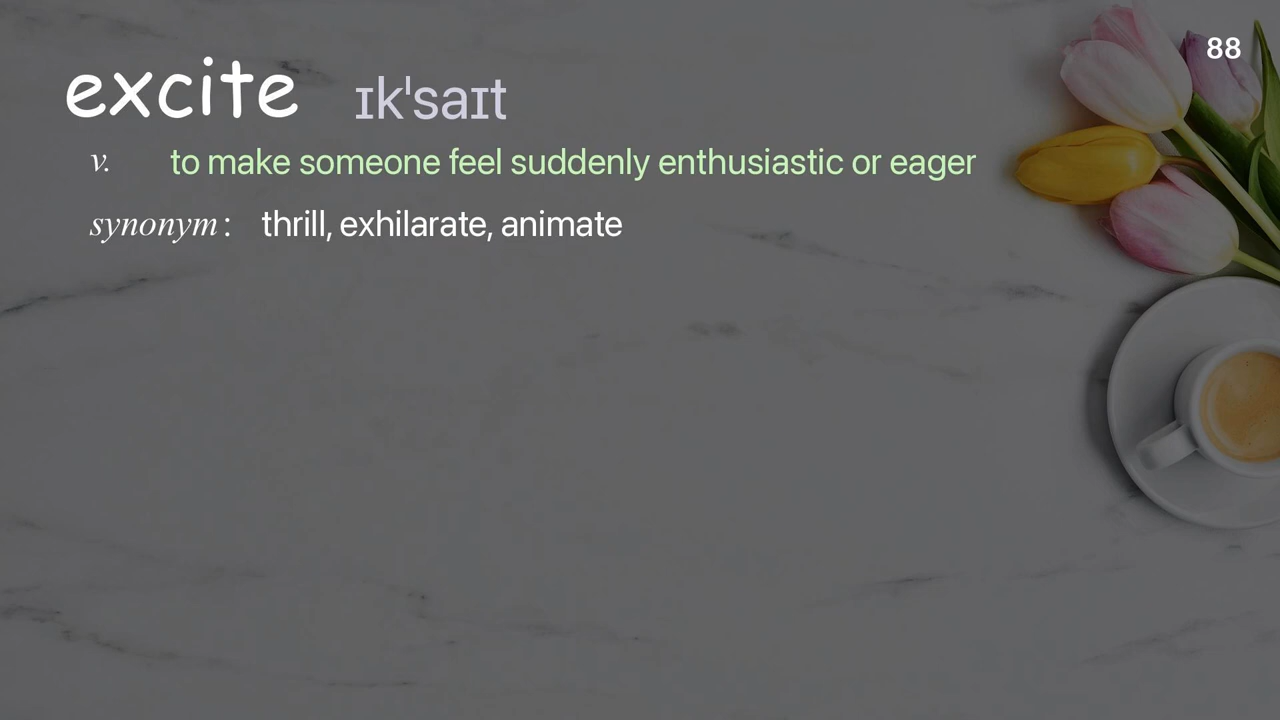 88
excite ɪkˈsaɪt
v. to make someone feel suddenly enthusiastic or eager
synonym: thrill, exhilarate, animate